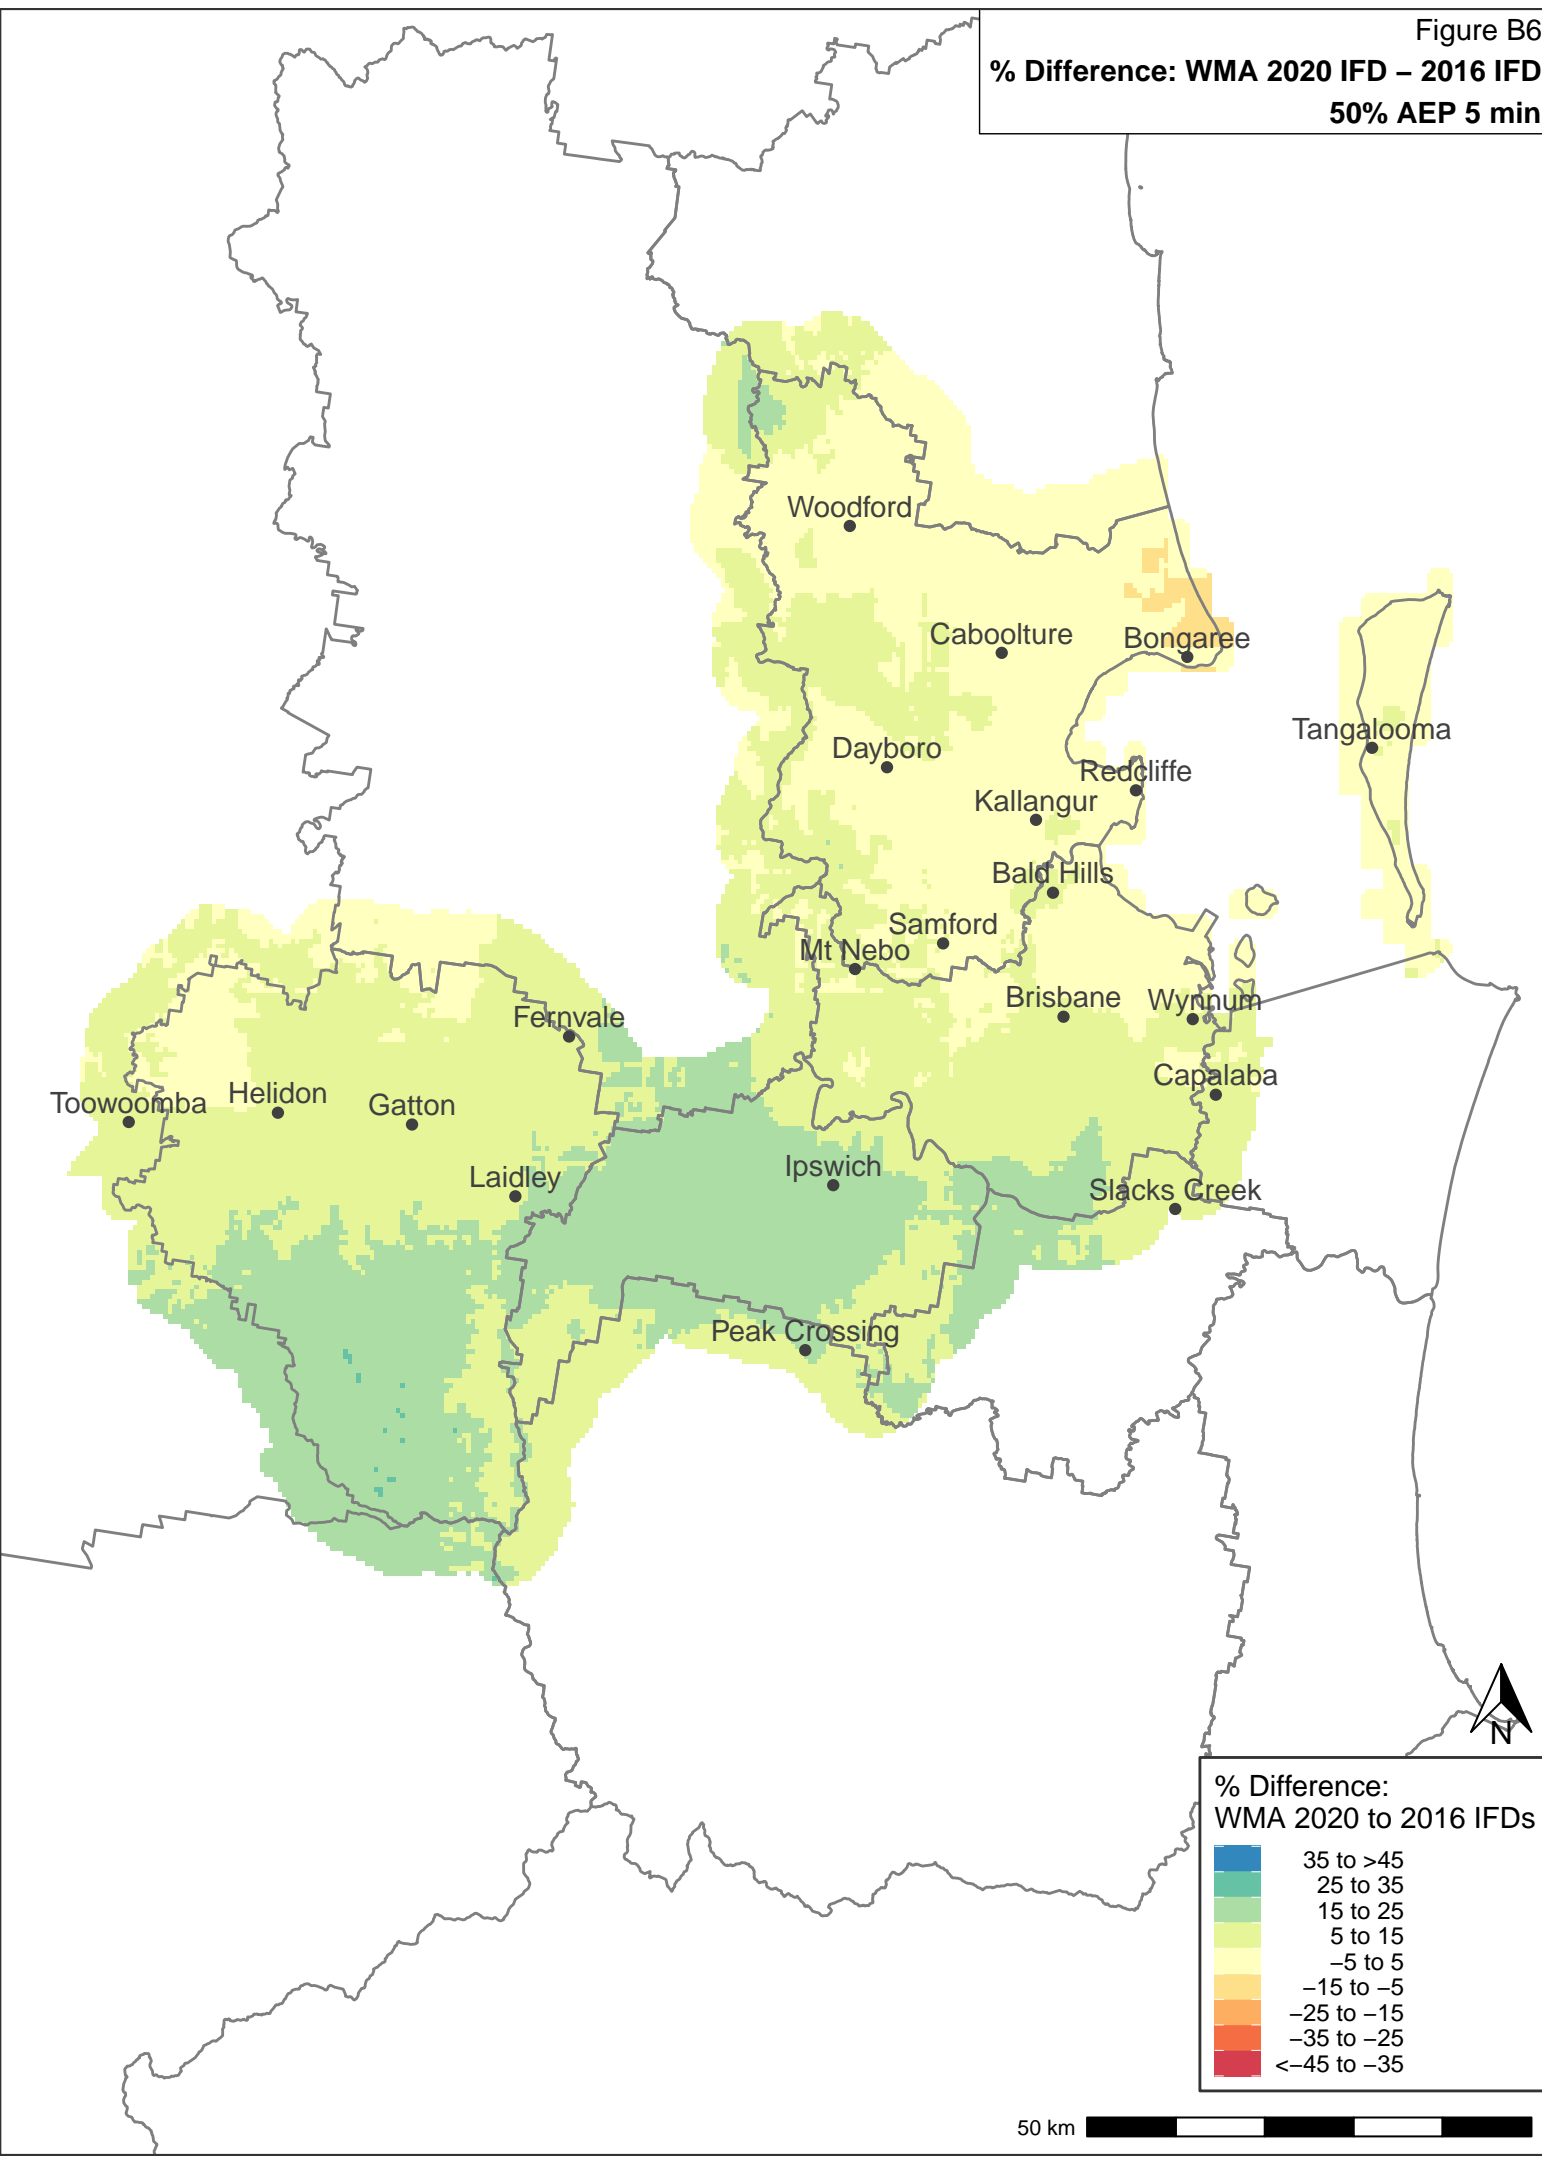 Figure B6
% Difference: WMA 2020 IFD – 2016 IFD
50% AEP 5 min
Woodford
Caboolture
Bongaree
Tangalooma
Dayboro
Redcliffe
Kallangur
Bald Hills
Samford
Mt Nebo
Brisbane
Wynnum
Fernvale
Capalaba
Toowoomba
Helidon
Gatton
Ipswich
Laidley
Slacks Creek
Peak Crossing
N
% Difference:
WMA 2020 to 2016 IFDs
35 to >45
25 to 35
15 to 25
5 to 15
−5 to 5
−15 to −5
−25 to −15
−35 to −25
<−45 to −35
50 km